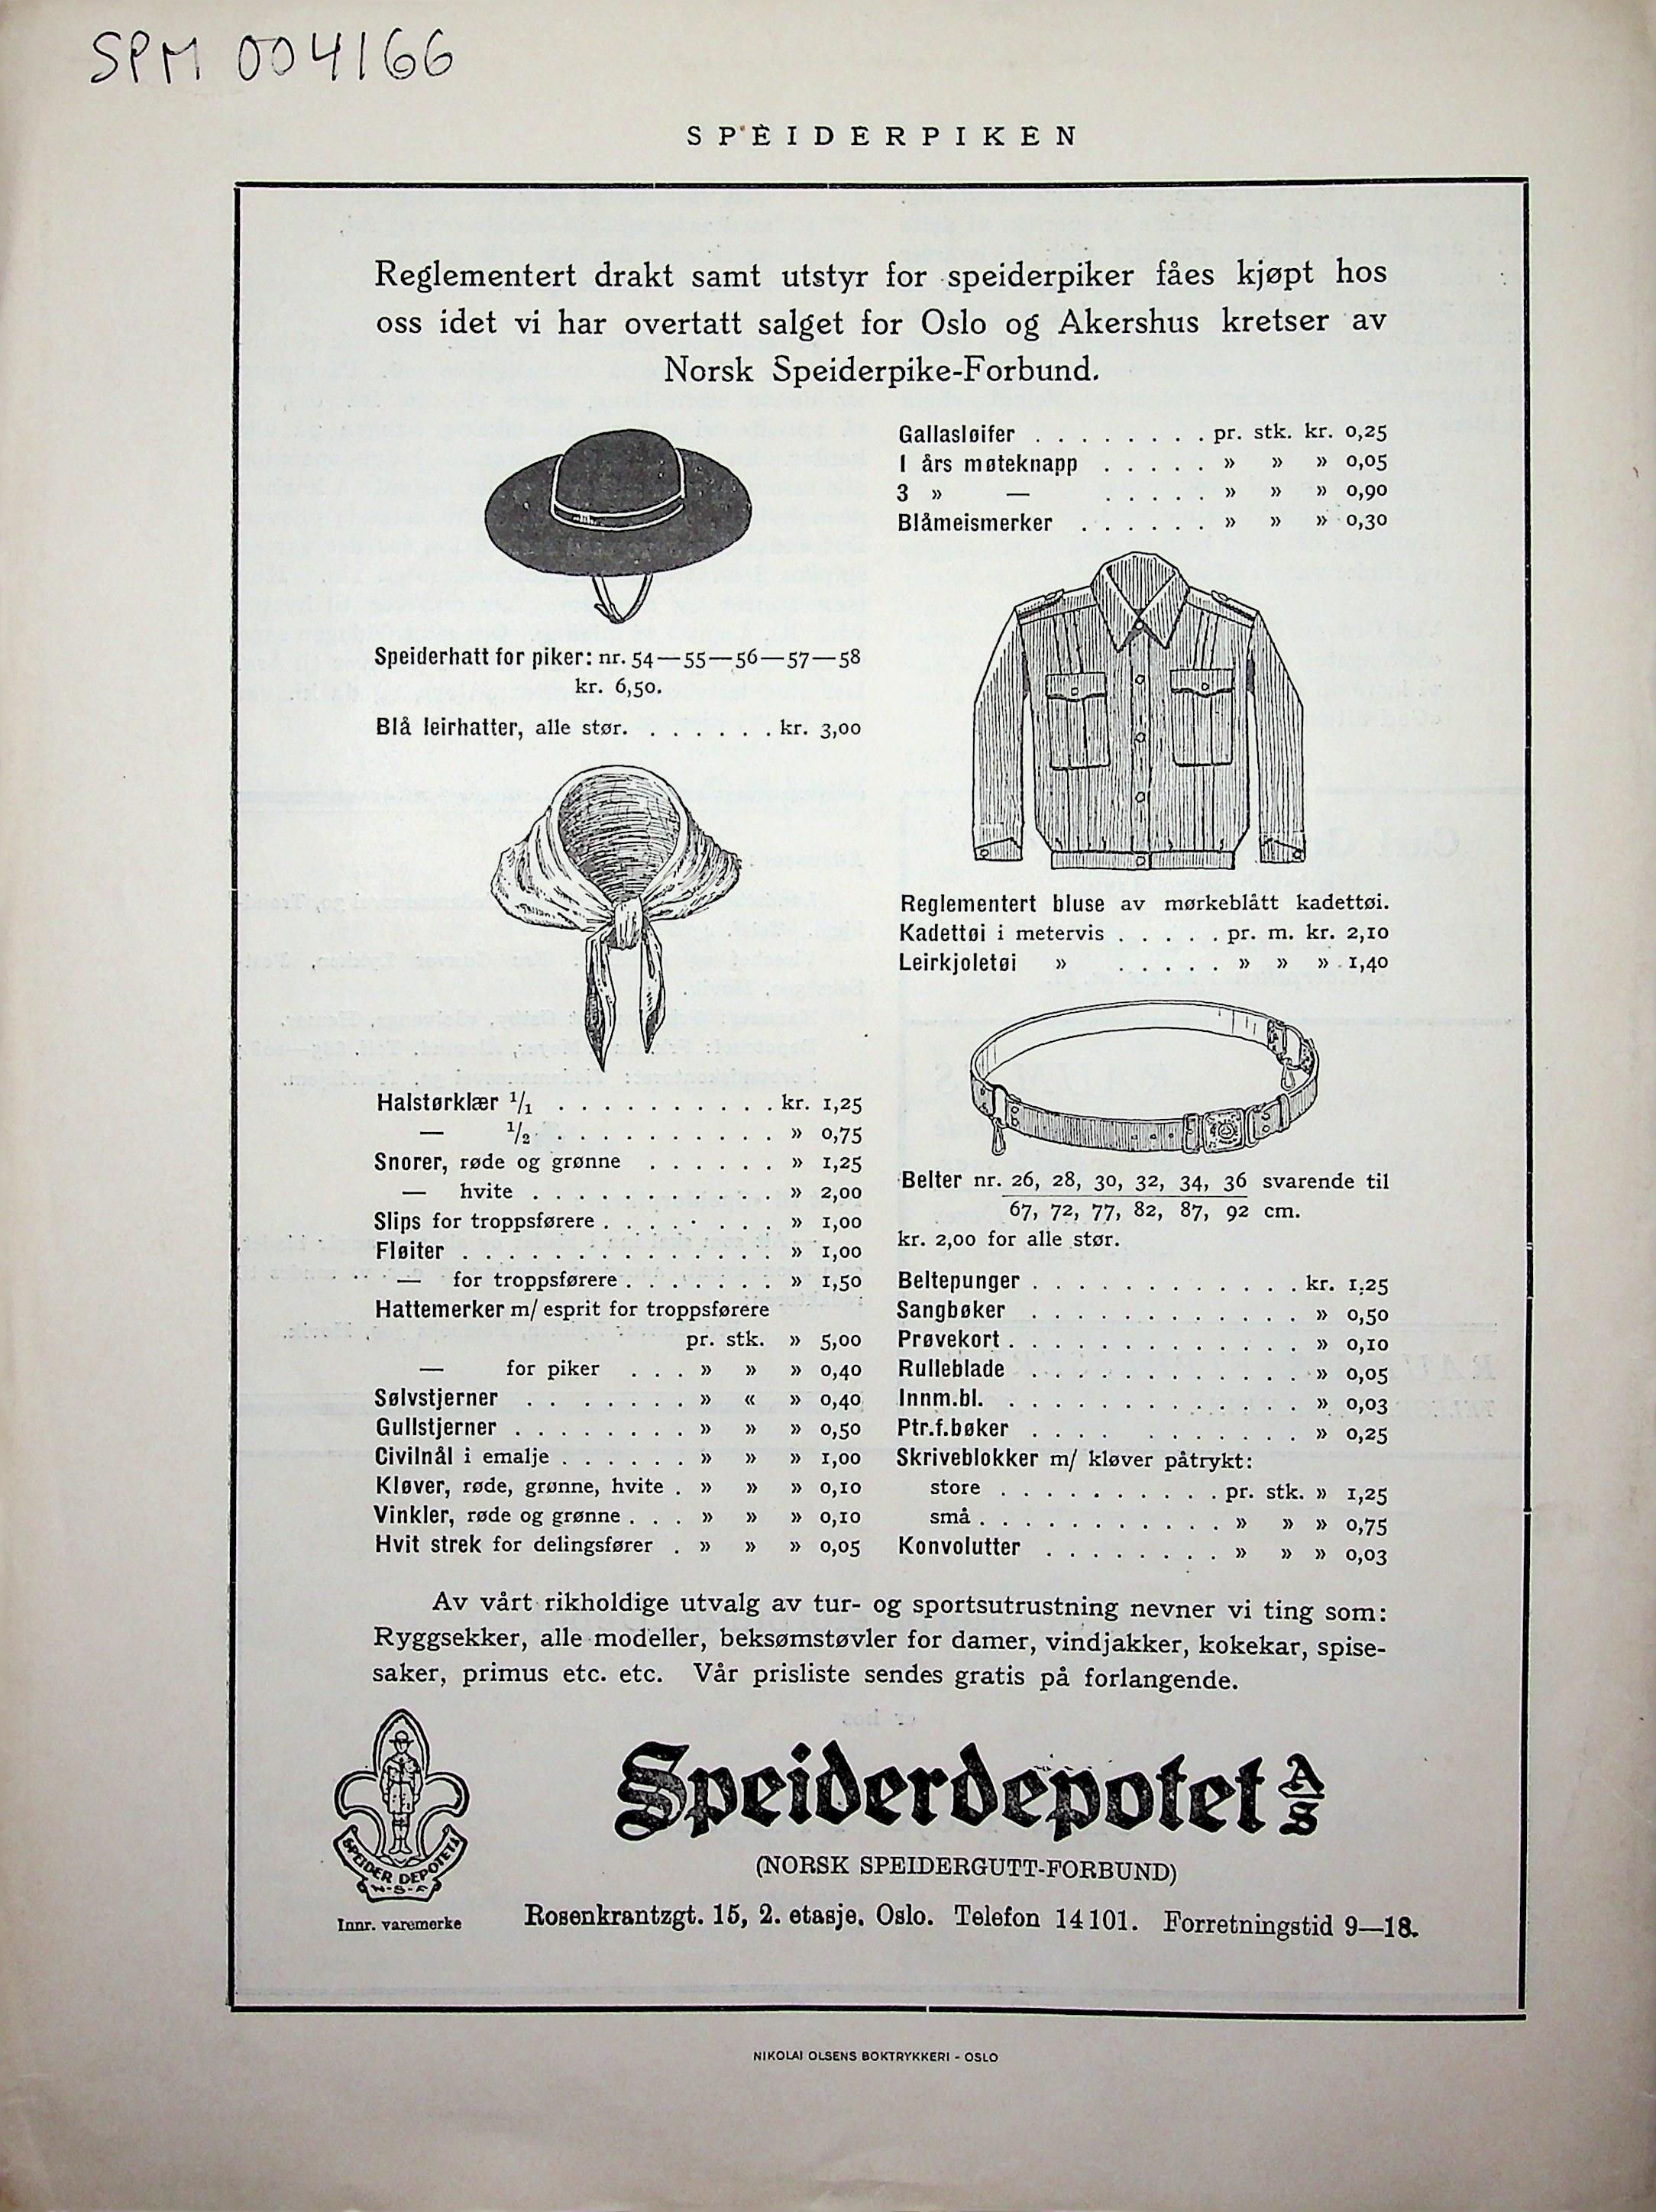 SPM 004166
SPEIDERPIKEN
Reglementert drakt samt utstyr for speiderpiker fåes kjøpt hos
oss idet vi har overtatt salget for Oslo og Akershus kretser av
Norsk Speiderpike-Forbund.
Speiderhatt for piker: nr. 54—55—56—57—58
kr. 6,50.
Blå leirhatter, alle stør. . . . . . . kr. 3,00
Halstørklær 1/1 . . . . . . . . . . kr. 1,25
— 1/2 . . . . . . . . . . » 0,75
Snorer, røde og grønne . . . . . . » 1,25
— hvite . . . . . . . . . . . » 2,00
Slips for troppsførere . . . . . . . . » 1,00
Fløiter . . . . . . . . . . . . . . » 1,00
— for troppsførere . . . . . . . » 1,50
Hattemerker m/ esprit for troppsførere
pr. stk. » 5,00
— for piker . . . » » » 0,40
Sølvstjerner . . . . . . . » « » 0,40
Gullstjerner . . . . . . . . » » » 0,50
Civilnål i emalje . . . . . . » » » 1,00
Kløver, røde, grønne, hvite . » » » 0,10
Vinkler, røde og grønne . . . » » » 0,10
Hvit strek for delingsfører . » » » 0,05
Gallasløifer . . . . . . . . pr. stk. kr. 0,25
1 års møteknapp . . . . . » » » 0,05
3 » — . . . . . » » » 0,90
Blåmeismerker . . . . . . » » » 0,30
Reglementert bluse av mørkeblått kadettøi.
Kadettøi i metervis . . . . . pr. m. kr. 2,10
Leirkjoletøi » . . . . . » » » 1,40
Belter nr. 26, 28, 30, 32, 34, 36 svarende til
67, 72, 77, 82, 87, 92 cm.
kr. 2,00 for alle stør.
Beltepunger . . . . . . . . . . . . kr. 1,25
Sangbøker . . . . . . . . . . . . » 0,50
Prøvekort . . . . . . . . . . . . . » 0,10
Rulleblade . . . . . . . . . . . . » 0,05
Innm.bl. . . . . . . . . . . . . . » 0,03
Ptr.f.bøker . . . . . . . . . . . . » 0,25
Skriveblokker m/ kløver påtrykt:
store . . . . . . . . . . pr. stk. » 1,25
små . . . . . . . . . . . » » » 0,75
Konvolutter . . . . . . . . » » » 0,03
Av vårt rikholdige utvalg av tur- og sportsutrustning nevner vi ting som:
Ryggsekker, alle modeller, beksømstøvler for damer, vindjakker, kokekar, spise-
saker, primus etc. etc. Vår prisliste sendes gratis på forlangende.
SPEIDER DEPOTET A/S
N-S-F
Innr. varemerke
Speiderdepotet A/S
(NORSK SPEIDERGUTT-FORBUND)
Rosenkrantzgt. 15, 2. etasje, Oslo. Telefon 14101. Forretningstid 9—18.
NIKOLAI OLSENS BOKTRYKKERI - OSLO